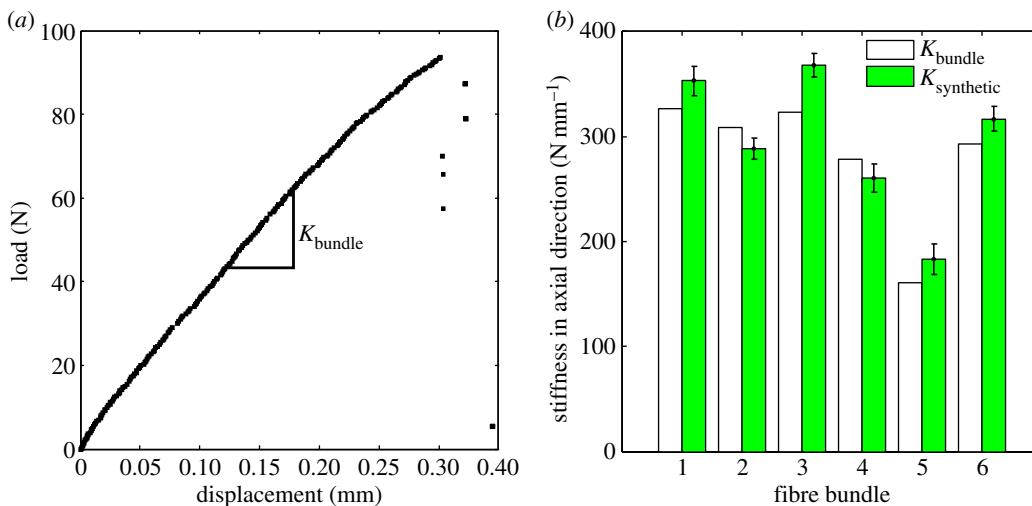 (a)
100
80
60
40
20
0
load (N)
K_bundle
0 0.05 0.10 0.15 0.20 0.25 0.30 0.35 0.40
displacement (mm)
(b)
400
300
200
100
0
stiffness in axial direction (N mm⁻¹)
K_bundle
K_synthetic
1 2 3 4 5 6
fibre bundle